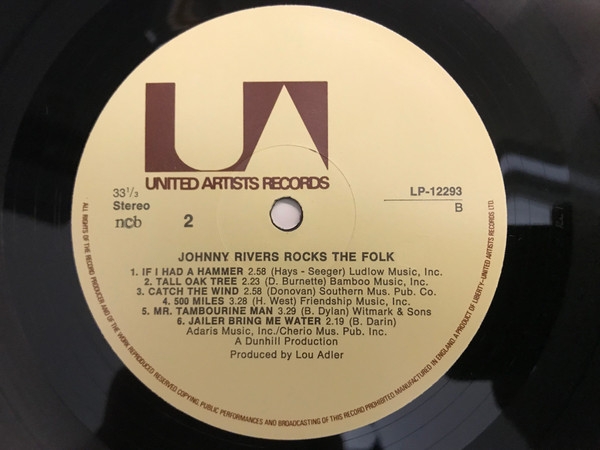 UA
UNITED ARTISTS RECORDS
33 1/3
Stereo
ncb
2
LP-12293
B
JOHNNY RIVERS ROCKS THE FOLK
1. IF I HAD A HAMMER 2.58 (Hays - Seeger) Ludlow Music, Inc.
2. TALL OAK TREE 2.23 (D. Burnette) Bamboo Music, Inc.
3. CATCH THE WIND 2.58 (Donovan) Southern Mus. Pub. Co.
4. 500 MILES 3.28 (H. West) Friendship Music, Inc.
5. MR. TAMBOURINE MAN 3.29 (B. Dylan) Witmark & Sons
6. JAILER BRING ME WATER 2.19 (B. Darin)
Adaris Music, Inc./Cherio Mus. Pub. Inc.
A Dunhill Production
Produced by Lou Adler
ALL RIGHTS OF THE RECORD PRODUCER AND OF THE WORK REPRODUCED RESERVED COPYING, PUBLIC PERFORMANCES AND BROADCASTING OF THIS RECORD PROHIBITED. MANUFACTURED IN ENGLAND. A PRODUCT OF LIBERTY-UNITED ARTISTS RECORDS LTD.